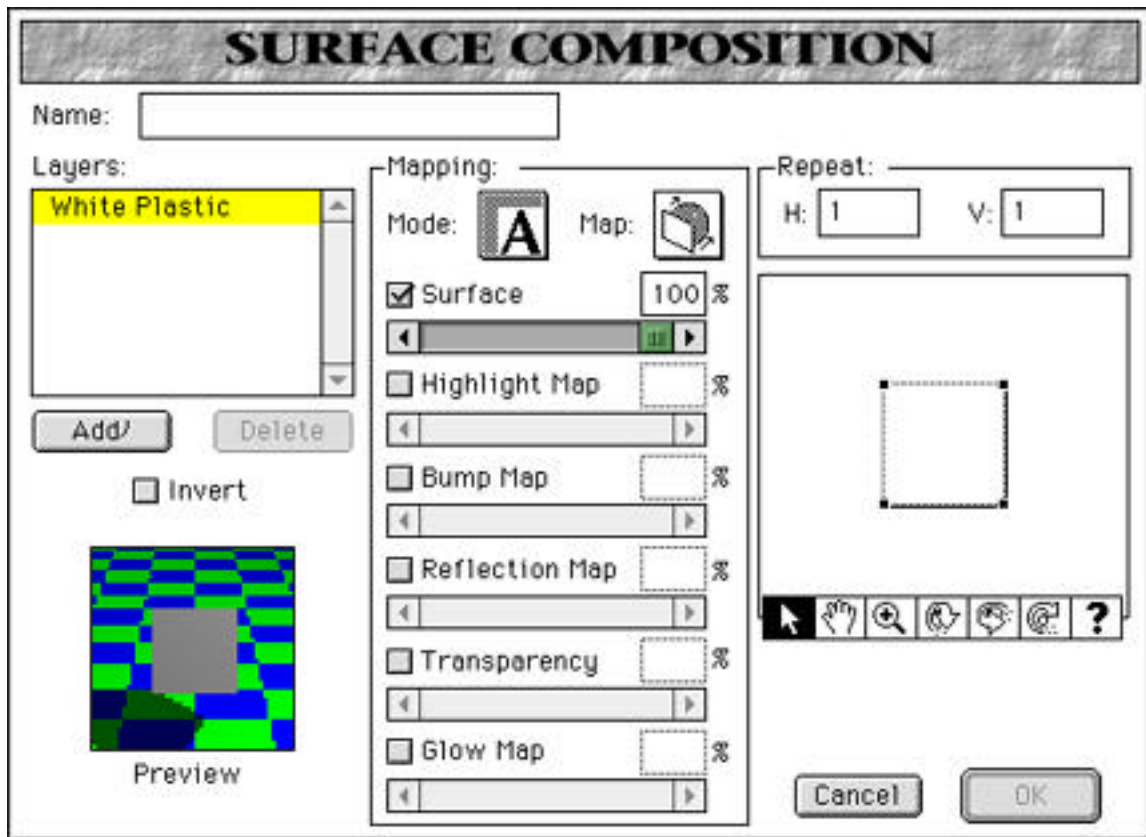 SURFACE COMPOSITION
Name:
Layers:
White Plastic
Add/
Delete
Invert
Preview
Mapping:
Mode: A Map:
Surface 100 %
Highlight Map %
Bump Map %
Reflection Map %
Transparency %
Glow Map %
Repeat:
H: 1 V: 1
?
Cancel OK